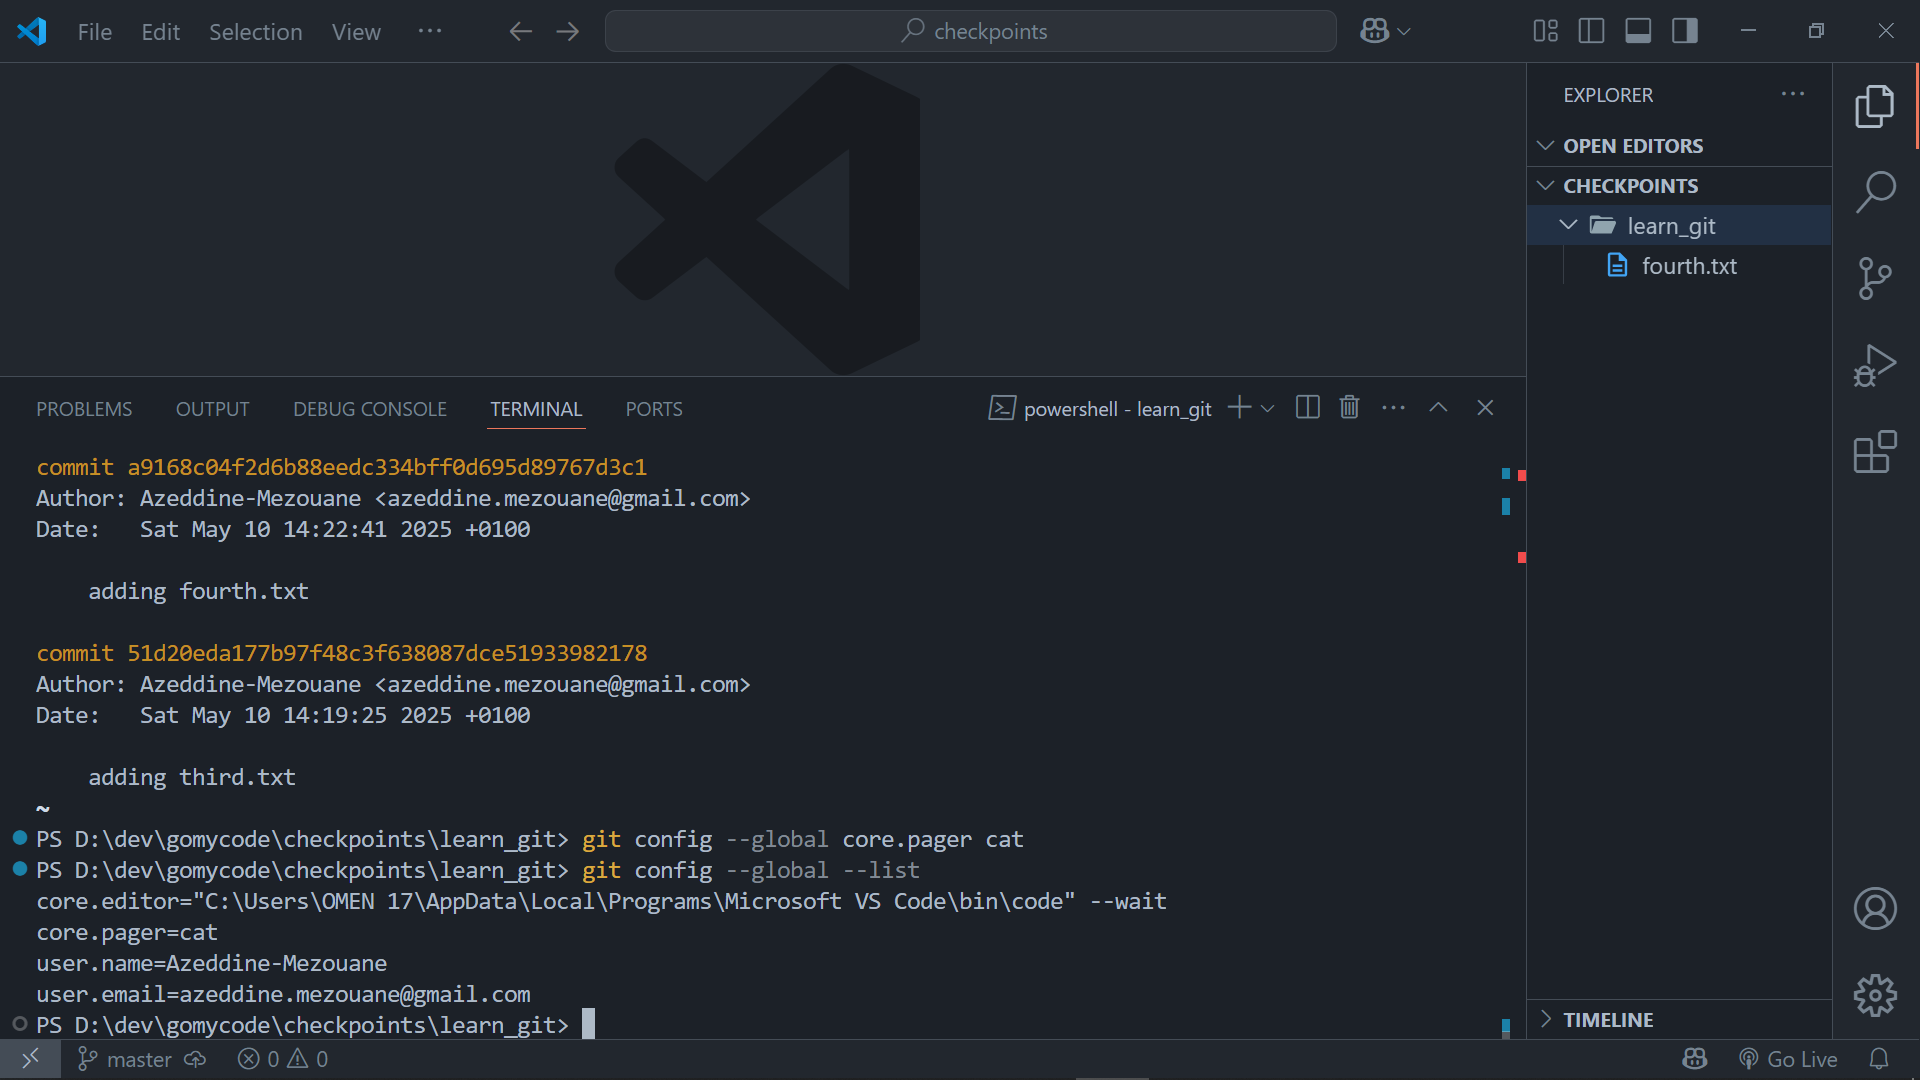 File Edit Selection View ···
checkpoints
EXPLORER ···
OPEN EDITORS
CHECKPOINTS
learn_git
fourth.txt
PROBLEMS OUTPUT DEBUG CONSOLE TERMINAL PORTS
powershell - learn_git
commit a9168c04f2d6b88eedc334bff0d695d89767d3c1
Author: Azeddine-Mezouane <azeddine.mezouane@gmail.com>
Date:   Sat May 10 14:22:41 2025 +0100
adding fourth.txt
commit 51d20eda177b97f48c3f638087dce51933982178
Author: Azeddine-Mezouane <azeddine.mezouane@gmail.com>
Date:   Sat May 10 14:19:25 2025 +0100
adding third.txt
~
PS D:\dev\gomycode\checkpoints\learn_git> git config --global core.pager cat
PS D:\dev\gomycode\checkpoints\learn_git> git config --global --list
core.editor="C:\Users\OMEN 17\AppData\Local\Programs\Microsoft VS Code\bin\code" --wait
core.pager=cat
user.name=Azeddine-Mezouane
user.email=azeddine.mezouane@gmail.com
PS D:\dev\gomycode\checkpoints\learn_git>
TIMELINE
master 0 0
Go Live